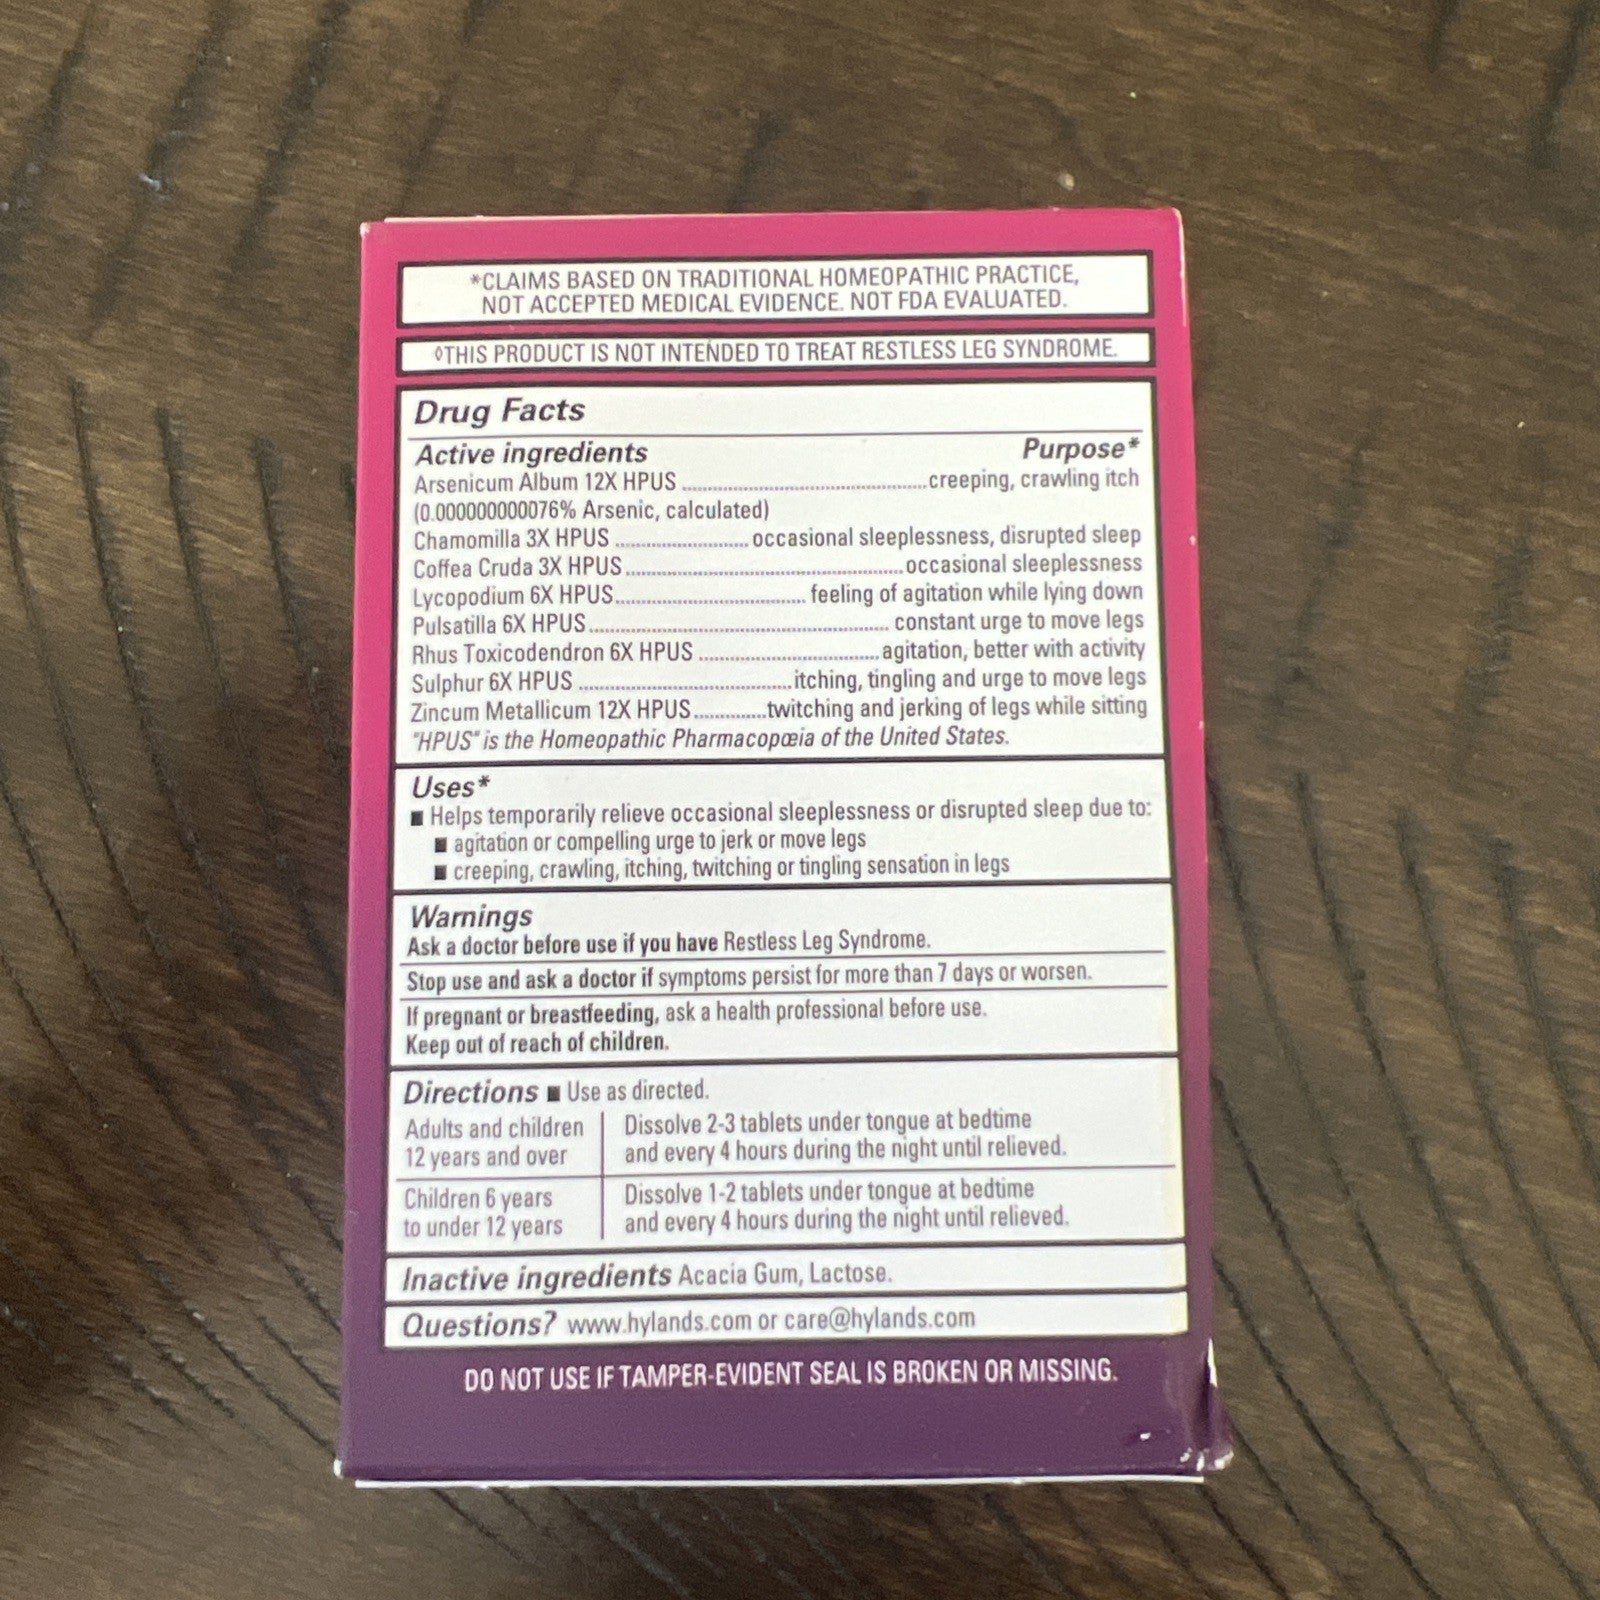 *CLAIMS BASED ON TRADITIONAL HOMEOPATHIC PRACTICE,
NOT ACCEPTED MEDICAL EVIDENCE. NOT FDA EVALUATED.
◊THIS PRODUCT IS NOT INTENDED TO TREAT RESTLESS LEG SYNDROME.
Drug Facts
Active ingredients Purpose*
Arsenicum Album 12X HPUS ........ creeping, crawling itch
(0.000000000076% Arsenic, calculated)
Chamomilla 3X HPUS ........ occasional sleeplessness, disrupted sleep
Coffea Cruda 3X HPUS ........ occasional sleeplessness
Lycopodium 6X HPUS ........ feeling of agitation while lying down
Pulsatilla 6X HPUS ........ constant urge to move legs
Rhus Toxicodendron 6X HPUS ........ agitation, better with activity
Sulphur 6X HPUS ........ itching, tingling and urge to move legs
Zincum Metallicum 12X HPUS ........ twitching and jerking of legs while sitting
"HPUS" is the Homeopathic Pharmacopœia of the United States.
Uses*
■ Helps temporarily relieve occasional sleeplessness or disrupted sleep due to:
■ agitation or compelling urge to jerk or move legs
■ creeping, crawling, itching, twitching or tingling sensation in legs
Warnings
Ask a doctor before use if you have Restless Leg Syndrome.
Stop use and ask a doctor if symptoms persist for more than 7 days or worsen.
If pregnant or breastfeeding, ask a health professional before use.
Keep out of reach of children.
Directions ■ Use as directed.
Adults and children
12 years and over
Dissolve 2-3 tablets under tongue at bedtime
and every 4 hours during the night until relieved.
Children 6 years
to under 12 years
Dissolve 1-2 tablets under tongue at bedtime
and every 4 hours during the night until relieved.
Inactive ingredients Acacia Gum, Lactose.
Questions? www.hylands.com or care@hylands.com
DO NOT USE IF TAMPER-EVIDENT SEAL IS BROKEN OR MISSING.